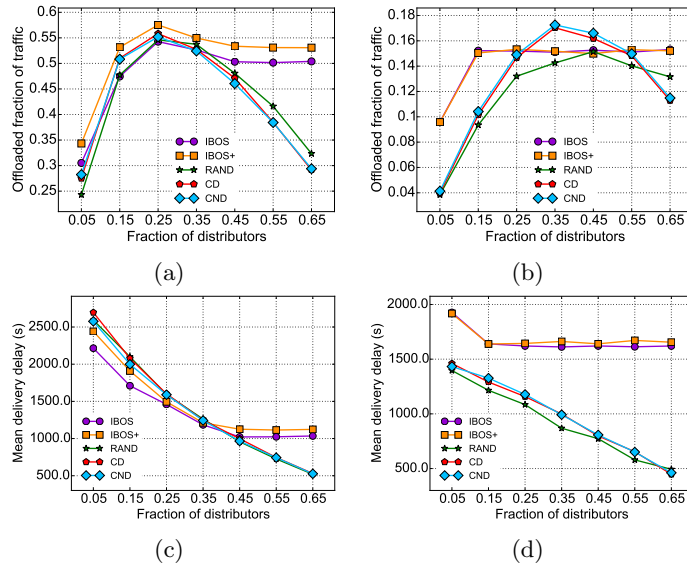 0.6
0.55
0.5
0.45
0.4
0.35
0.3
0.25
Offloaded fraction of traffic
IBOS
IBOS+
RAND
CD
CND
0.05 0.15 0.25 0.35 0.45 0.55 0.65
Fraction of distributors
(a)
0.18
0.16
0.14
0.12
0.1
0.08
0.06
0.04
Offloaded fraction of traffic
IBOS
IBOS+
RAND
CD
CND
0.05 0.15 0.25 0.35 0.45 0.55 0.65
Fraction of distributors
(b)
2500.0
2000.0
1500.0
1000.0
500.0
Mean delivery delay (s)
IBOS
IBOS+
RAND
CD
CND
0.05 0.15 0.25 0.35 0.45 0.55 0.65
Fraction of distributors
(c)
2000.0
1500.0
1000.0
500.0
Mean delivery delay (s)
IBOS
IBOS+
RAND
CD
CND
0.05 0.15 0.25 0.35 0.45 0.55 0.65
Fraction of distributors
(d)